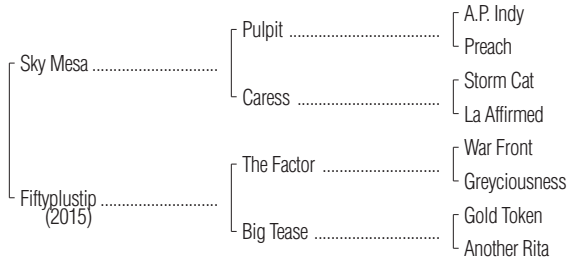 A.P. Indy
Pulpit ..............................
Preach
Sky Mesa .........................
Storm Cat
Caress ............................
La Affirmed
War Front
The Factor .......................
Greyciousness
Fiftyplustip ........................
(2015)
Gold Token
Big Tease .........................
Another Rita